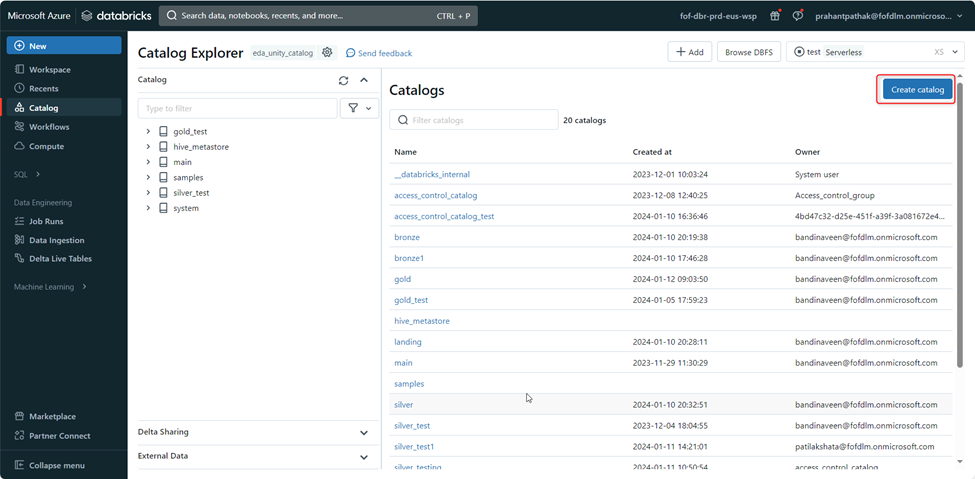 Microsoft Azure
databricks
Search data, notebooks, recents, and more...
CTRL + P
fof-dbr-prd-eus-wsp
prahantpathak@fofdlm.onmicroso...
New
Workspace
Recents
Catalog
Workflows
Compute
SQL
Data Engineering
Job Runs
Data Ingestion
Delta Live Tables
Machine Learning
Marketplace
Partner Connect
Collapse menu
Catalog Explorer
eda_unity_catalog
Send feedback
Add
Browse DBFS
test Serverless
XS
Catalog
Type to filter
gold_test
hive_metastore
main
samples
silver_test
system
Delta Sharing
External Data
Catalogs
Create catalog
Filter catalogs
20 catalogs
Name Created at Owner
__databricks_internal 2023-12-01 10:03:24 System user
access_control_catalog 2023-12-08 12:40:25 Access_control_group
access_control_catalog_test 2024-01-10 16:36:46 4bd47c32-d25e-451f-a39f-3a081672e4...
bronze 2024-01-10 20:19:38 bandinaveen@fofdlm.onmicrosoft.com
bronze1 2024-01-10 17:46:28 bandinaveen@fofdlm.onmicrosoft.com
gold 2024-01-12 09:03:50 bandinaveen@fofdlm.onmicrosoft.com
gold_test 2024-01-05 17:59:23 bandinaveen@fofdlm.onmicrosoft.com
hive_metastore
landing 2024-01-10 20:28:11 bandinaveen@fofdlm.onmicrosoft.com
main 2023-11-29 11:30:29 bandinaveen@fofdlm.onmicrosoft.com
samples
silver 2024-01-10 20:32:51 bandinaveen@fofdlm.onmicrosoft.com
silver_test 2023-12-04 18:04:55 bandinaveen@fofdlm.onmicrosoft.com
silver_test1 2024-01-11 14:21:01 patilakshata@fofdlm.onmicrosoft.com
silver_testing 2024-01-11 10:50:54 access_control_catalog